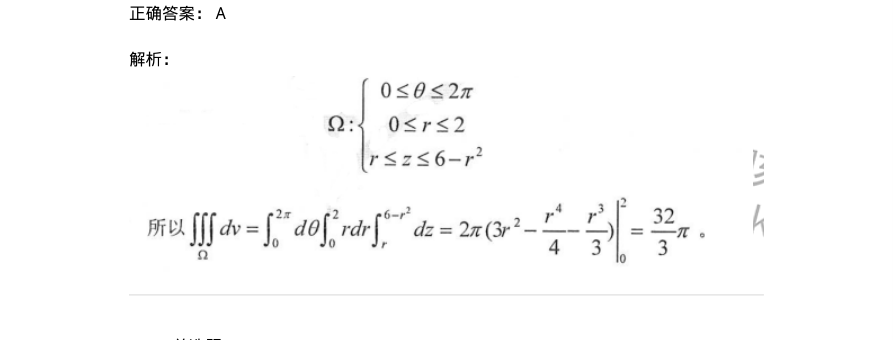 正确答案： A
解析：
Ω:{ 0≤θ≤2π
0≤r≤2
r≤z≤6−r²
所以 ∭_Ω dv = ∫_0^{2π} dθ ∫_0^2 rdr ∫_r^{6−r²} dz = 2π(3r² − r⁴/4 − r³/3)|_0^2 = 32/3 π 。